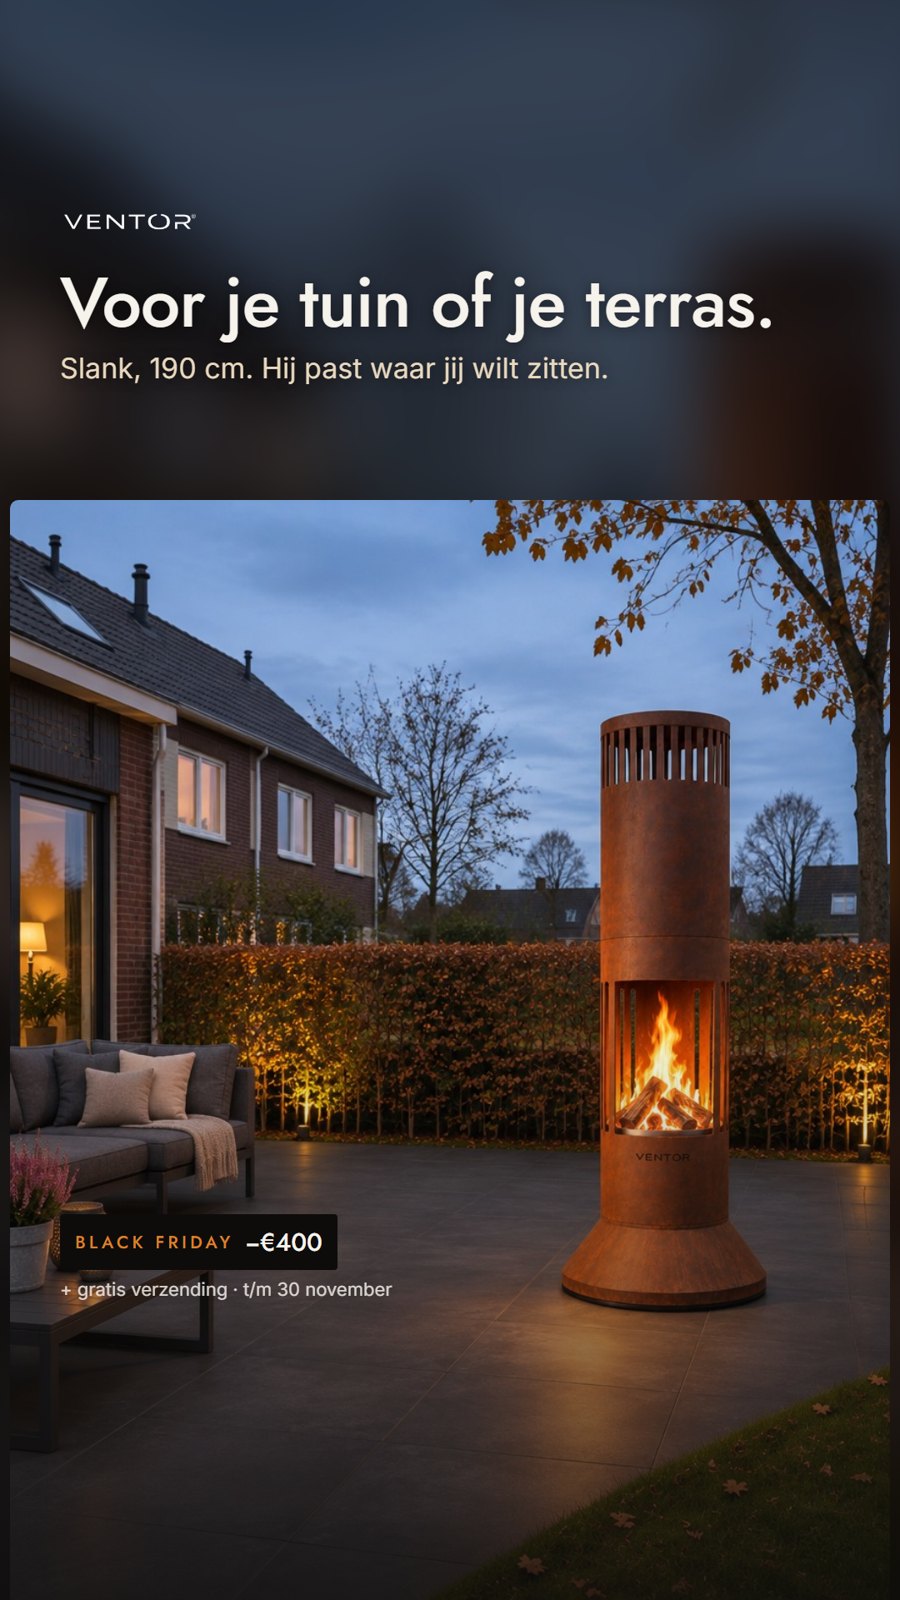 VENTOR®
Voor je tuin of je terras.
Slank, 190 cm. Hij past waar jij wilt zitten.
VENTOR
BLACK FRIDAY –€400
+ gratis verzending · t/m 30 november